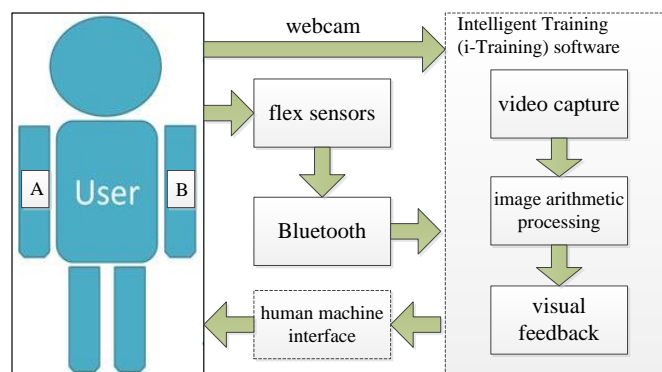 webcam
Intelligent Training
(i-Training) software
flex sensors
video capture
A
User
B
image arithmetic
processing
Bluetooth
human machine
interface
visual
feedback